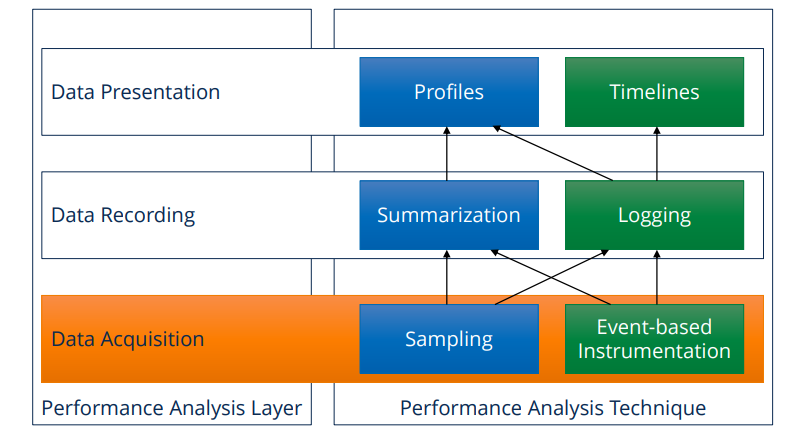 Data Presentation
Profiles
Timelines
Data Recording
Summarization
Logging
Data Acquisition
Sampling
Event-based
Instrumentation
Performance Analysis Layer
Performance Analysis Technique